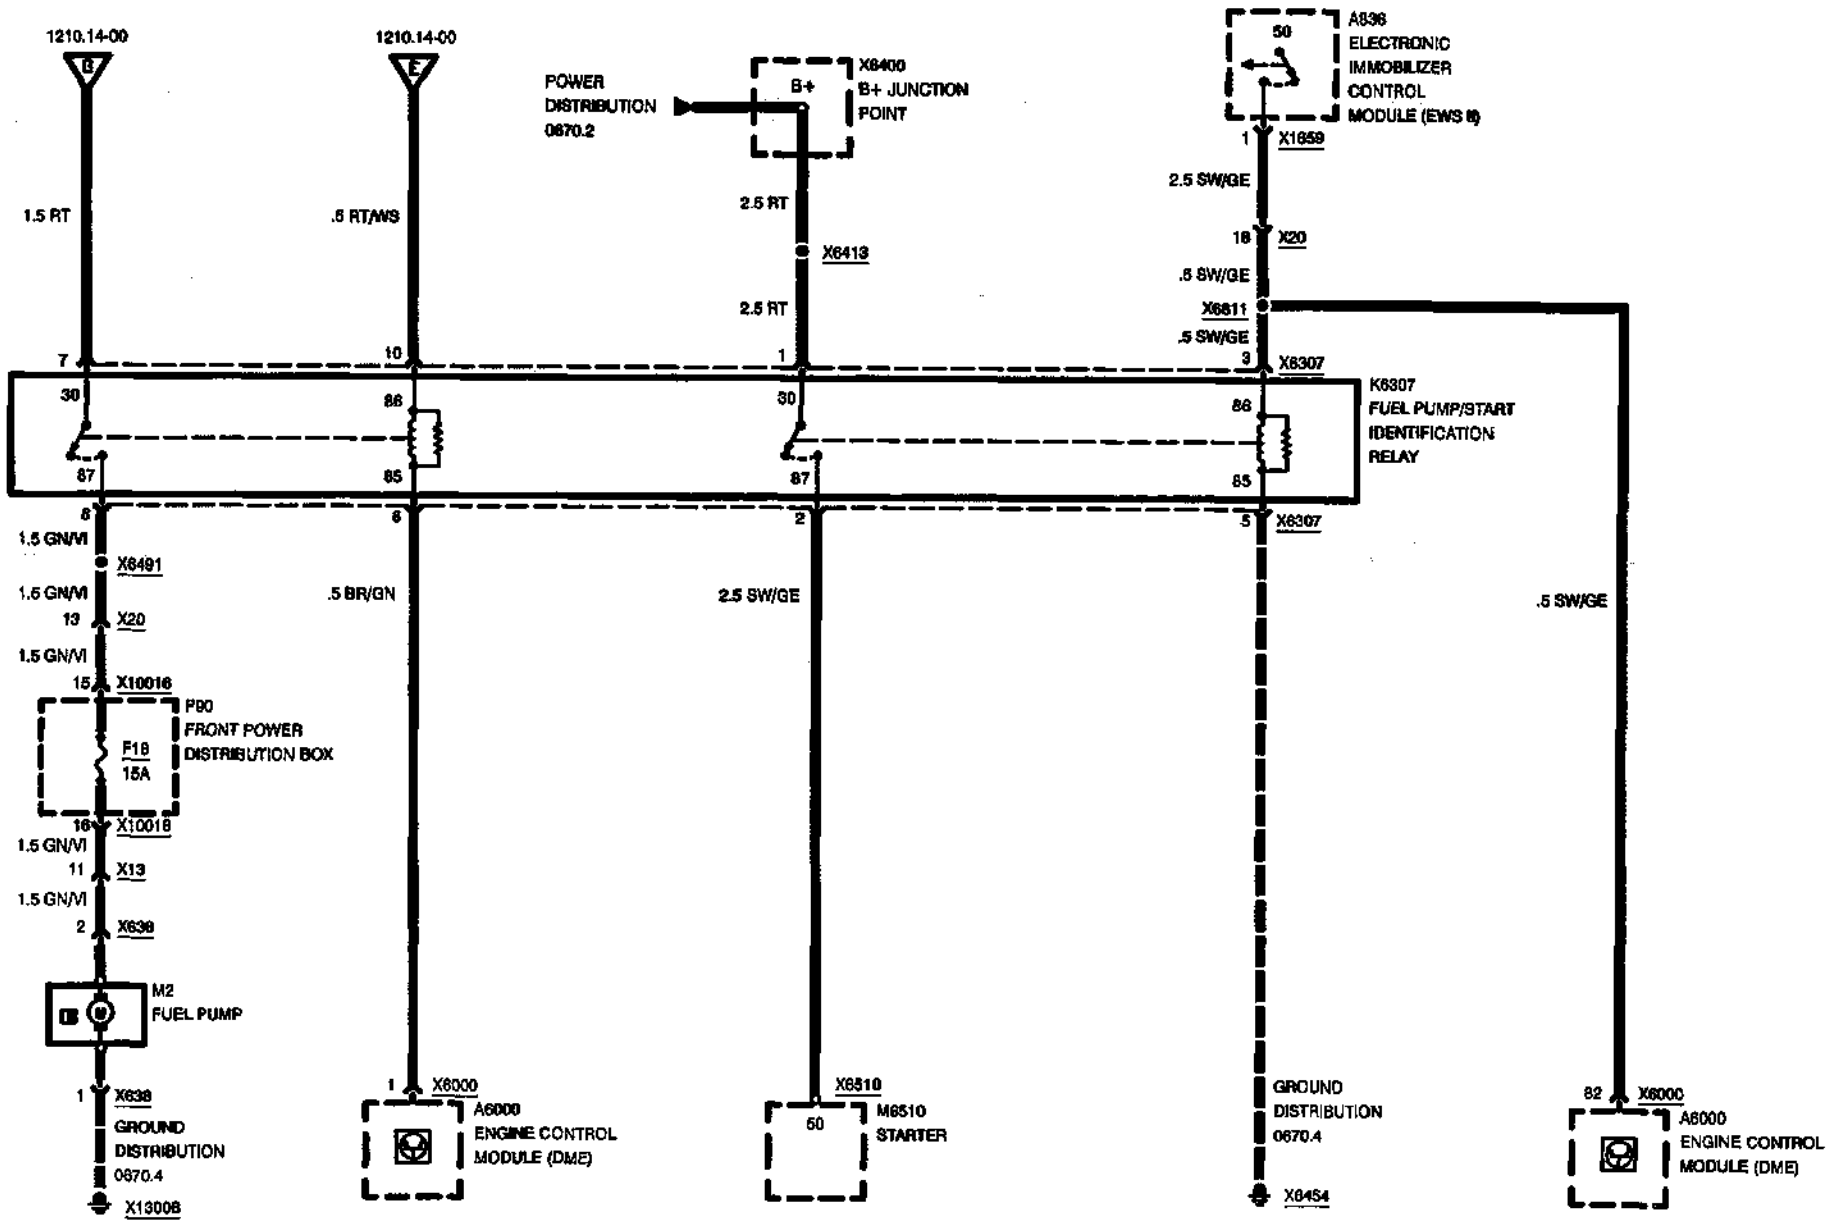 1210.14-00
1210.14-00
B
E
POWER
DISTRIBUTION
0670.2
B+
X6400
B+ JUNCTION
POINT
50
A836
ELECTRONIC
IMMOBILIZER
CONTROL
MODULE (EWS II)
1 X1659
1.5 RT
.5 RT/WS
2.5 RT
2.5 SW/GE
X6413
18 X20
.5 SW/GE
2.5 RT
X6811
.5 SW/GE
7
10
1
3 X6307
30
86
30
86
K6307
FUEL PUMP/START
IDENTIFICATION
RELAY
87
85
87
85
8
6
2
5 X6307
1.5 GN/VI
X6491
1.5 GN/VI
.5 BR/GN
2.5 SW/GE
.5 SW/GE
13 X20
1.5 GN/VI
15 X10016
P90
FRONT POWER
DISTRIBUTION BOX
F18
15A
16 X10016
1.5 GN/VI
11 X13
1.5 GN/VI
2 X638
M2
FUEL PUMP
M
1 X638
GROUND
DISTRIBUTION
0670.4
X13008
1 X6000
A6000
ENGINE CONTROL
MODULE (DME)
X6510
50
M6510
STARTER
GROUND
DISTRIBUTION
0670.4
X6454
82 X6000
A6000
ENGINE CONTROL
MODULE (DME)